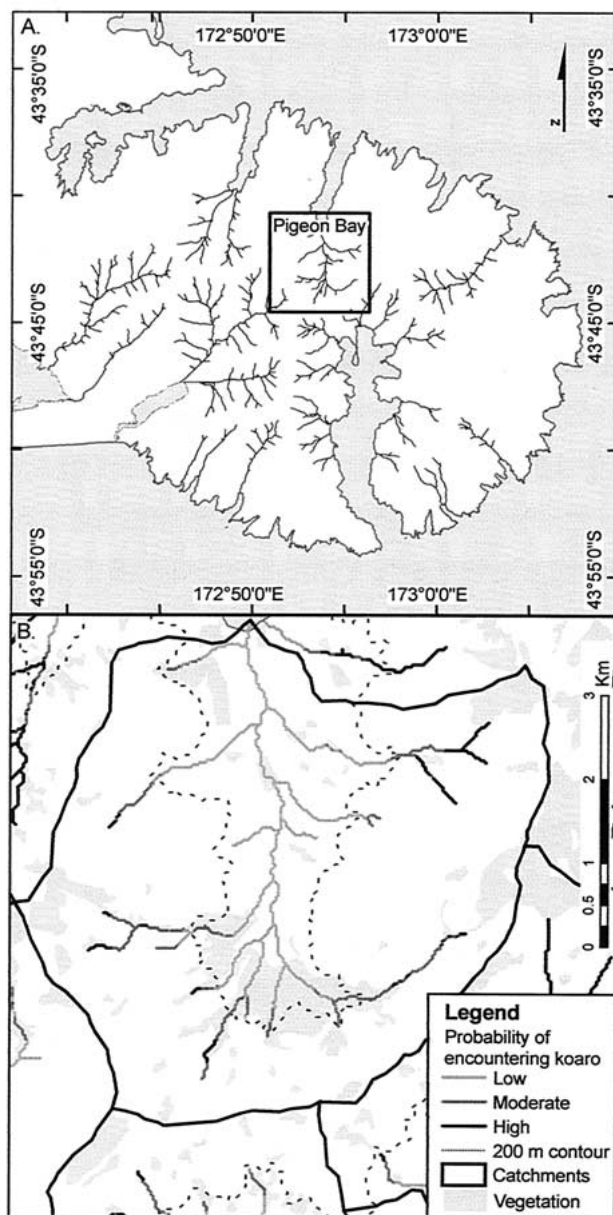 A.
172°50'0"E
173°0'0"E
43°35'0"S
43°35'0"S
z
Pigeon Bay
43°45'0"S
43°45'0"S
43°55'0"S
43°55'0"S
172°50'0"E
173°0'0"E
B.
Km
3
2
1
0.5
0
Legend
Probability of
encountering koaro
Low
Moderate
High
200 m contour
Catchments
Vegetation